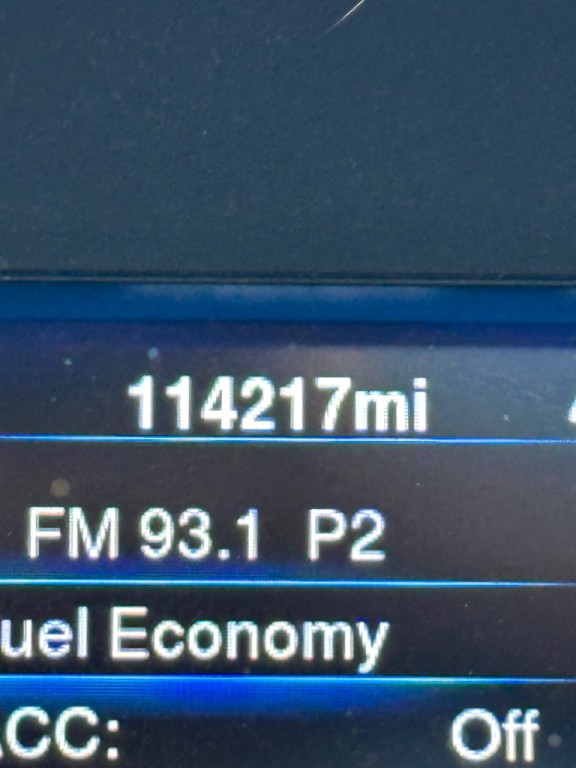 114217mi
FM 93.1 P2
uel Economy
CC: Off